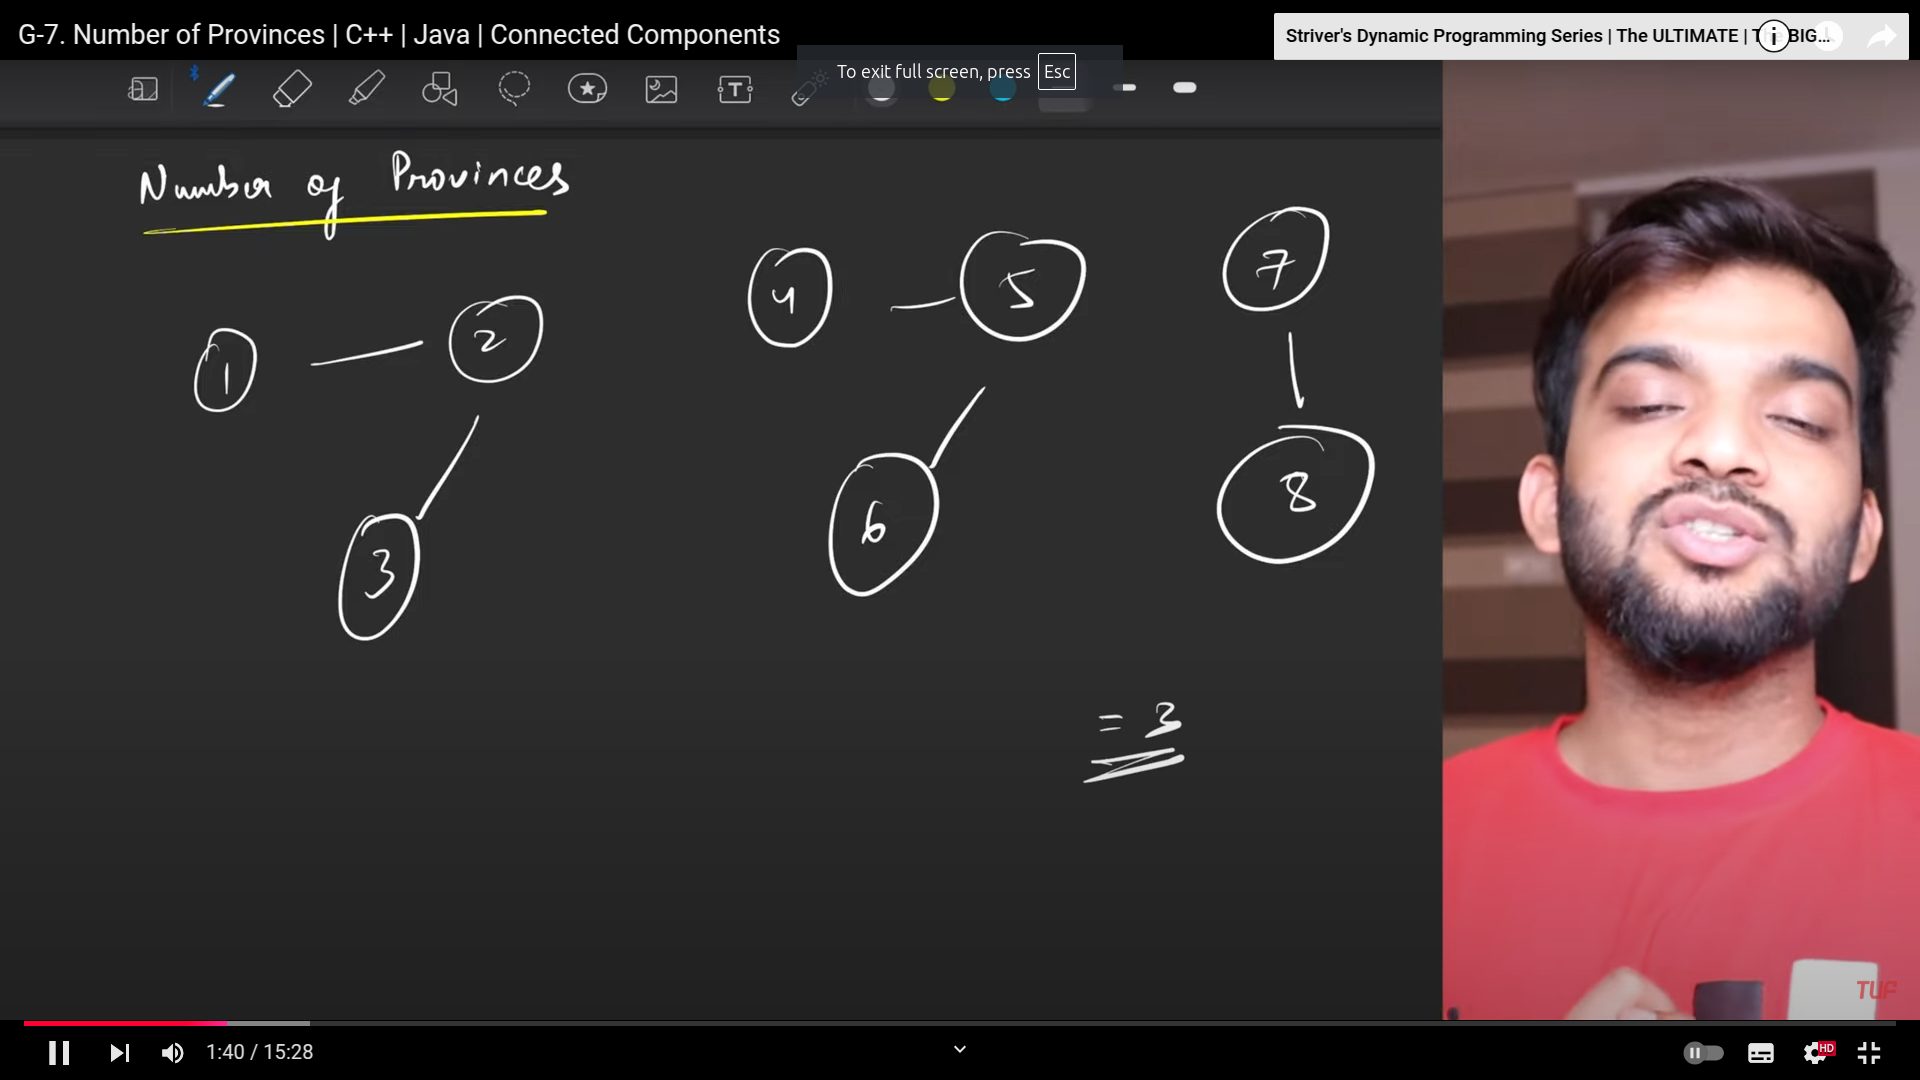 G-7. Number of Provinces | C++ | Java | Connected Components
Striver's Dynamic Programming Series | The ULTIMATE | BIG...
To exit full screen, press Esc
Number of Provinces
1
2
3
4
5
6
7
8
= 3
TUF
1:40 / 15:28
HD